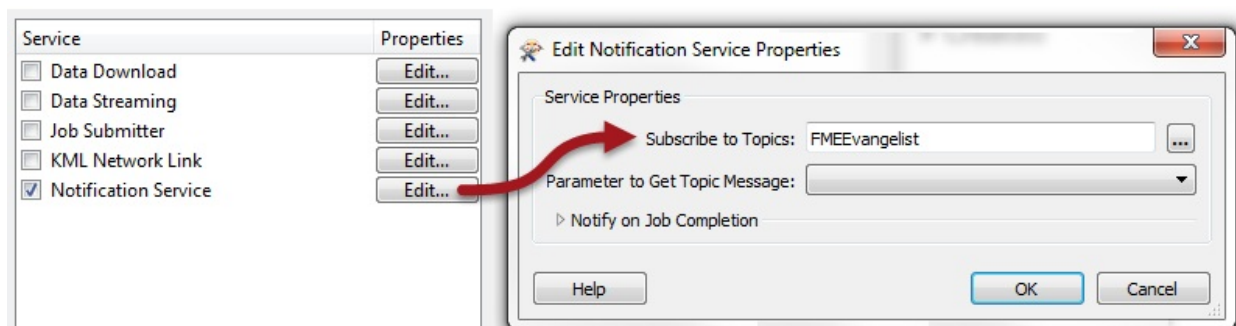 Service Properties
Data Download Edit...
Data Streaming Edit...
Job Submitter Edit...
KML Network Link Edit...
Notification Service Edit...
Edit Notification Service Properties
Service Properties
Subscribe to Topics: FMEEvangelist ...
Parameter to Get Topic Message:
Notify on Job Completion
Help OK Cancel